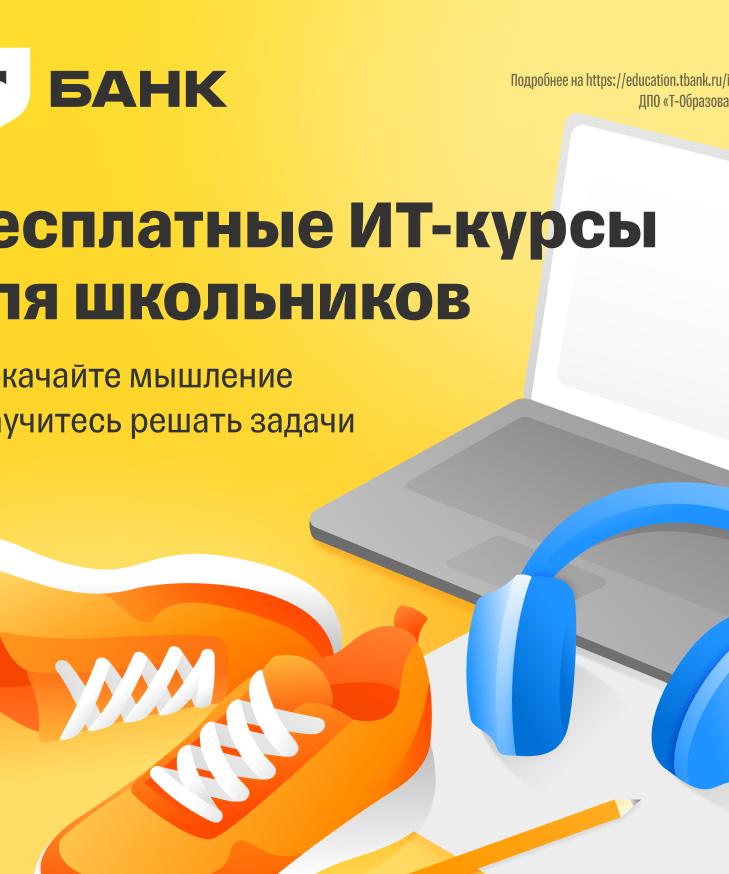 БАНК
Подробнее на https://education.tbank.ru/
ДПО «Т-Образова
есплатные ИТ-курсы
ля школьников
качайте мышление
учитесь решать задачи